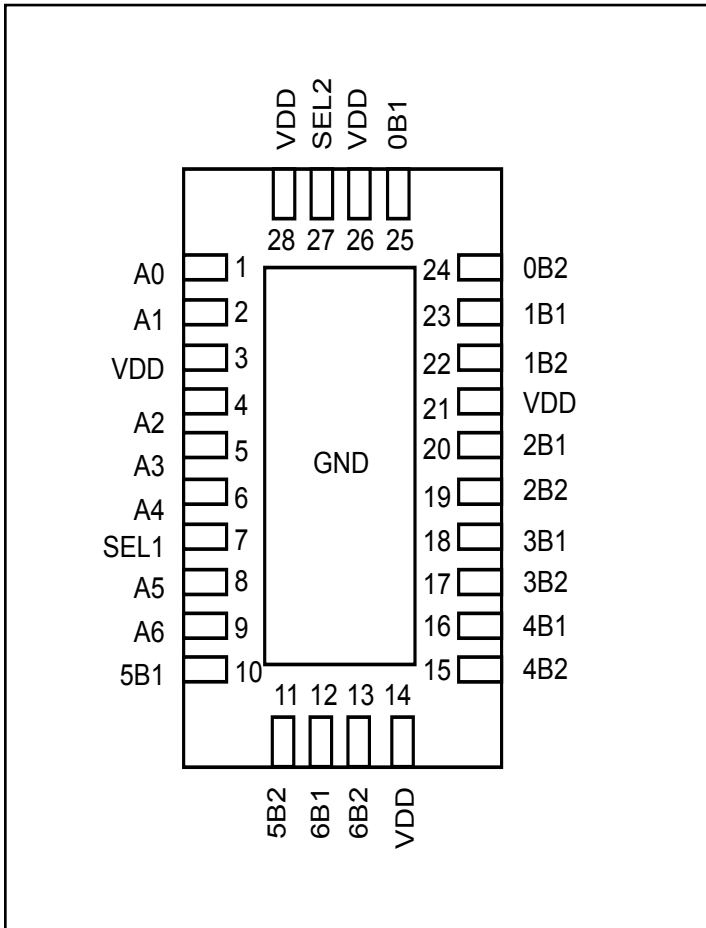 VDD SEL2 VDD 0B1
28 27 26 25
A0 1 24 0B2
A1 2 23 1B1
VDD 3 22 1B2
A2 4 21 VDD
A3 5 20 2B1
A4 6 19 2B2
SEL1 7 18 3B1
A5 8 17 3B2
A6 9 16 4B1
5B1 10 15 4B2
GND
11 12 13 14
5B2 6B1 6B2 VDD